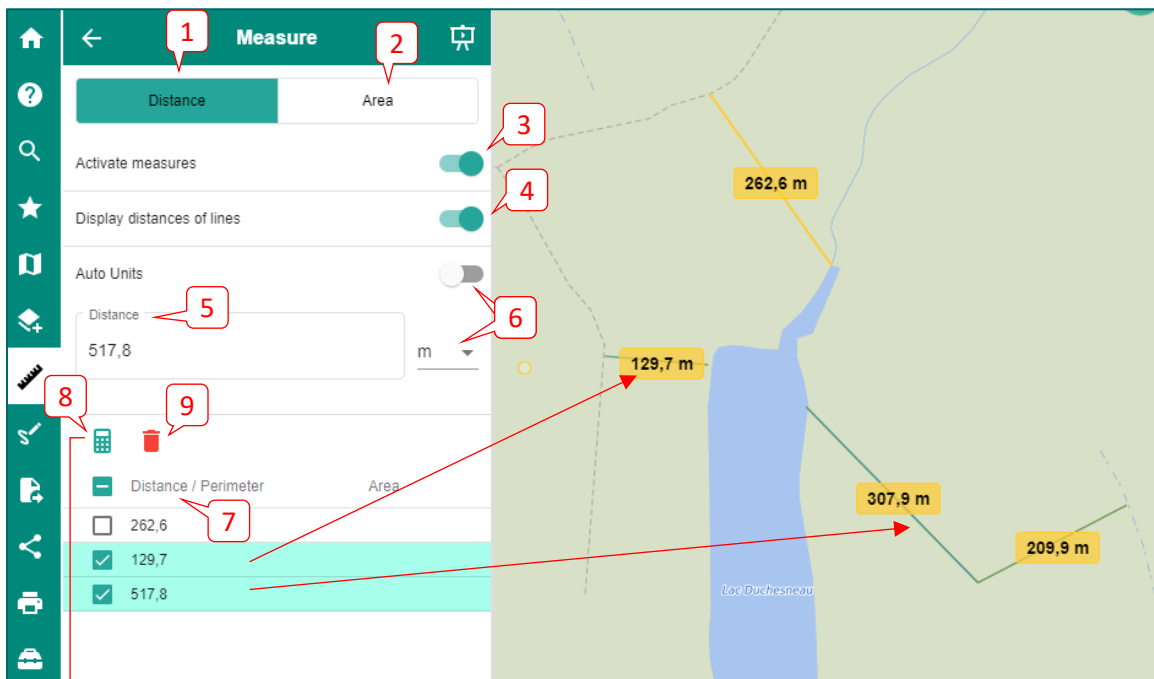 1
Measure
2
Distance
Area
3
Activate measures
4
Display distances of lines
Auto Units
Distance
5
6
517,8
m
8
9
Distance / Perimeter
Area
7
262,6
129,7
517,8
262,6 m
129,7 m
307,9 m
209,9 m
Lac Duchesneau